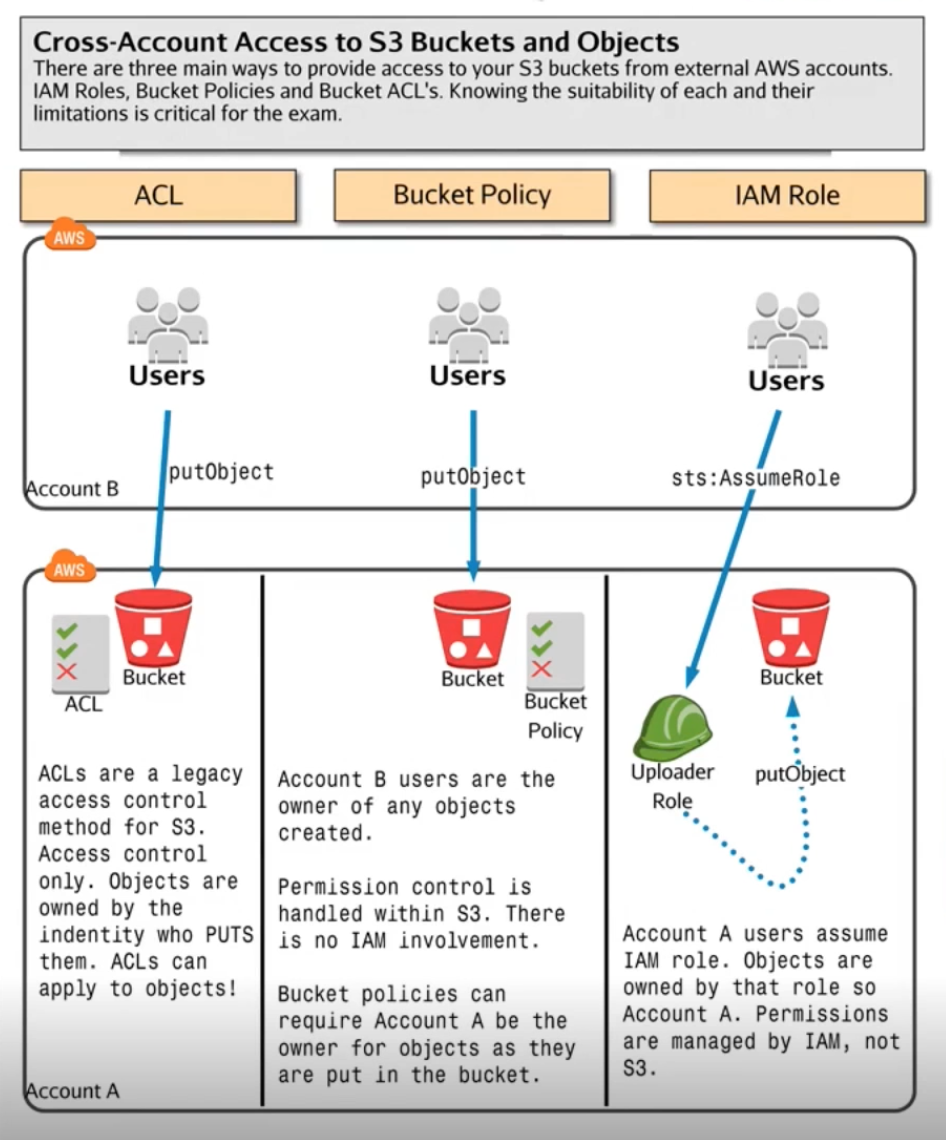 Cross-Account Access to S3 Buckets and Objects
There are three main ways to provide access to your S3 buckets from external AWS accounts.
IAM Roles, Bucket Policies and Bucket ACL's. Knowing the suitability of each and their
limitations is critical for the exam.
ACL
Bucket Policy
IAM Role
AWS
Users
Users
Users
putObject
putObject
sts:AssumeRole
Account B
AWS
ACL
Bucket
Bucket
Bucket
Policy
Bucket
Uploader
Role
putObject
ACLs are a legacy
access control
method for S3.
Access control
only. Objects are
owned by the
indentity who PUTS
them. ACLs can
apply to objects!
Account B users are the
owner of any objects
created.
Permission control is
handled within S3. There
is no IAM involvement.
Bucket policies can
require Account A be the
owner for objects as they
are put in the bucket.
Account A users assume
IAM role. Objects are
owned by that role so
Account A. Permissions
are managed by IAM, not
S3.
Account A